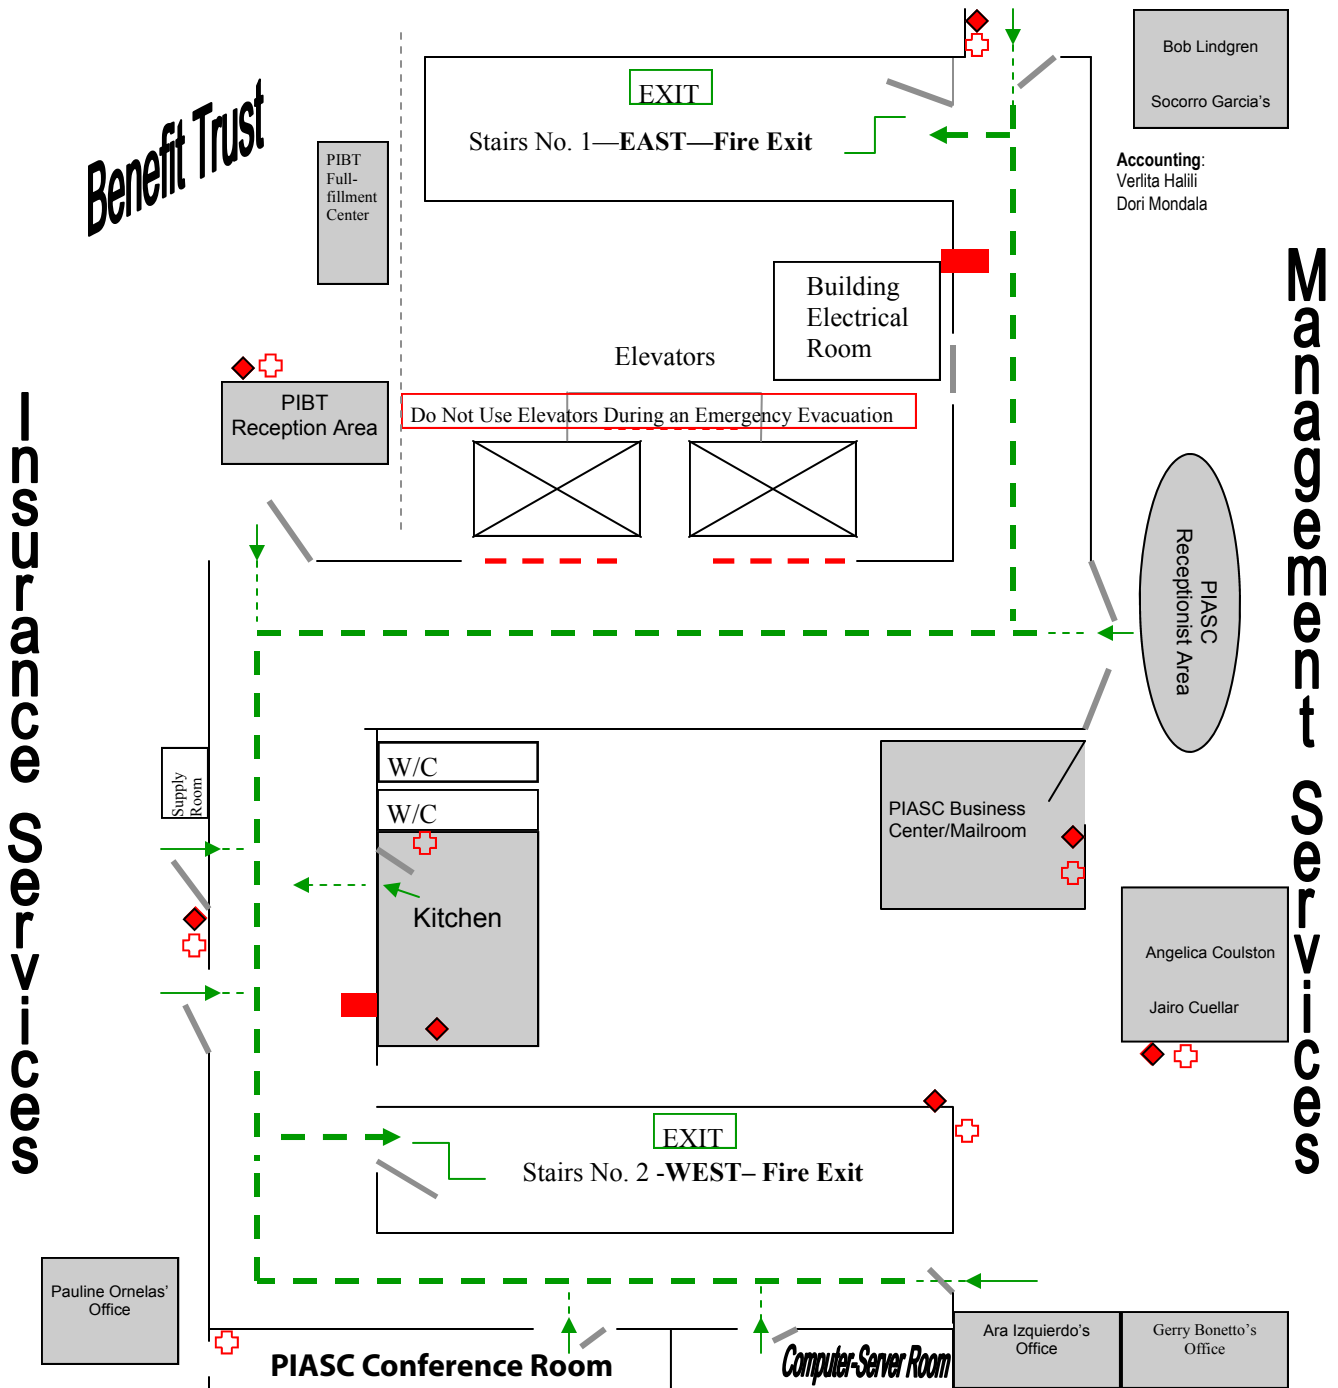 Bob Lindgren
Socorro Garcia's
Accounting:
Verlita Halili
Dori Mondala
Benefit Trust
EXIT
Stairs No. 1—EAST—Fire Exit
PIBT
Full-
fillment
Center
Building
Electrical
Room
Elevators
Do Not Use Elevators During an Emergency Evacuation
PIBT
Reception Area
Insurance Services
Management Services
PIASC
Receptionist Area
Supply
Room
W/C
W/C
Kitchen
PIASC Business
Center/Mailroom
Angelica Coulston
Jairo Cuellar
EXIT
Stairs No. 2 -WEST– Fire Exit
Pauline Ornelas'
Office
PIASC Conference Room
Computer-Server Room
Ara Izquierdo's
Office
Gerry Bonetto's
Office